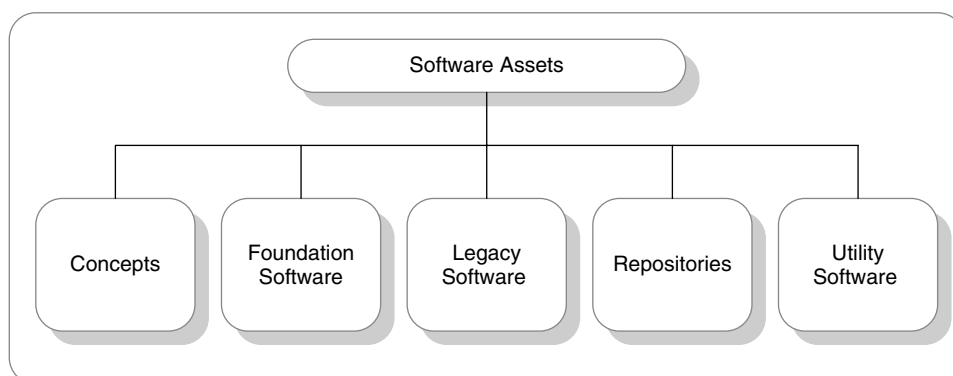 Software Assets
Concepts
Foundation
Software
Legacy
Software
Repositories
Utility
Software